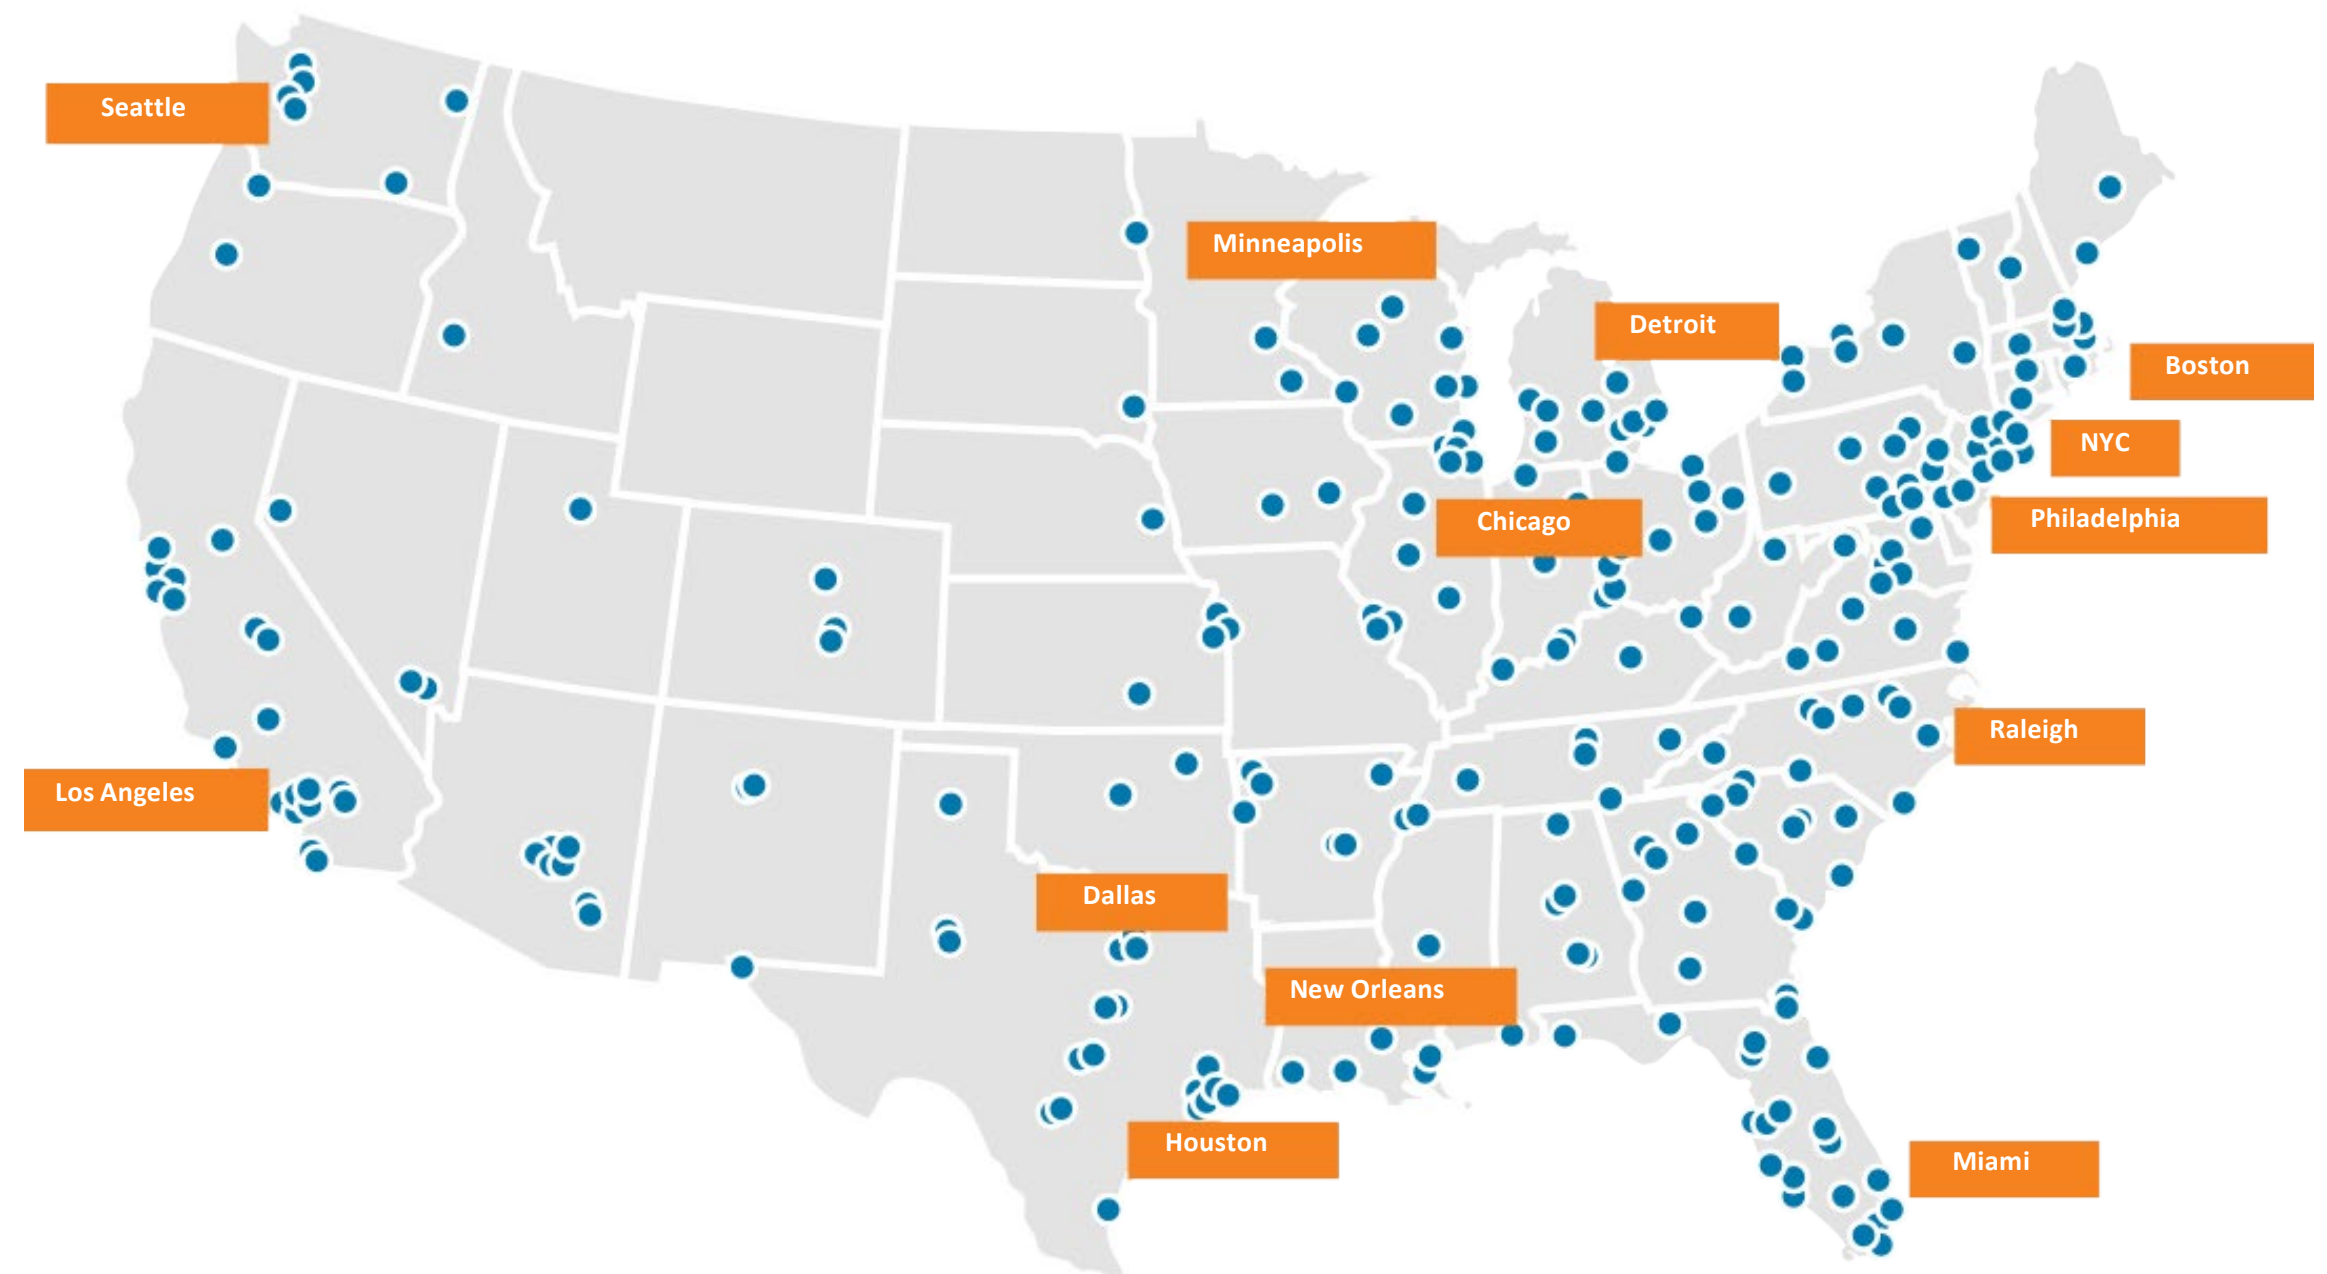 Seattle
Minneapolis
Detroit
Boston
NYC
Philadelphia
Chicago
Raleigh
Los Angeles
Dallas
New Orleans
Houston
Miami